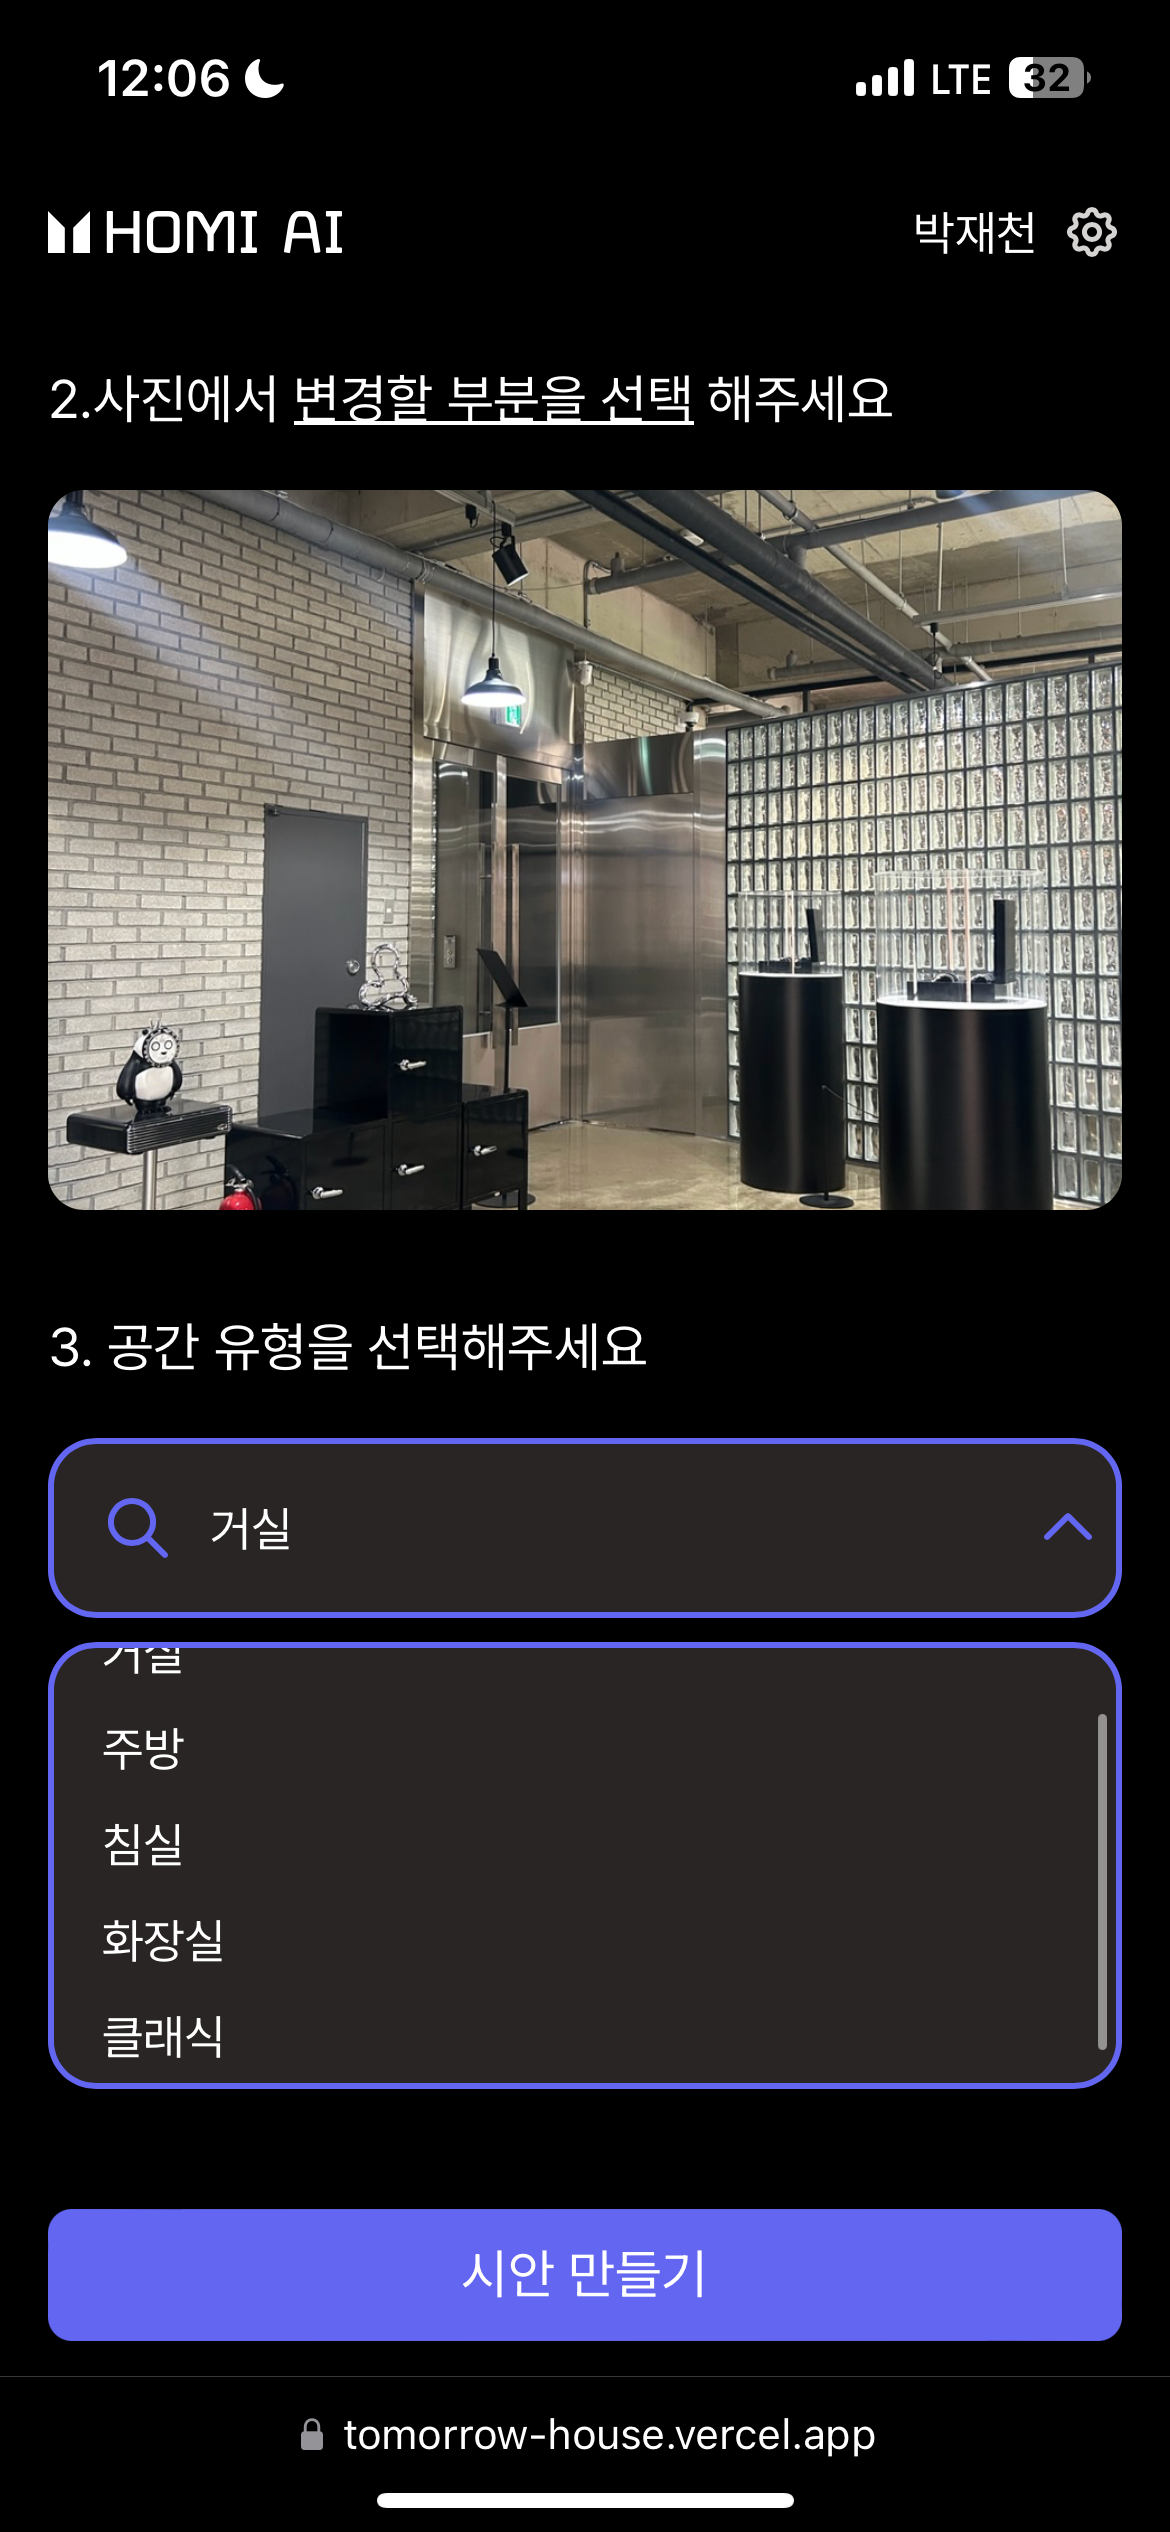 12:06
LTE 32
HOMI AI
박재천
2.사진에서 변경할 부분을 선택 해주세요
3. 공간 유형을 선택해주세요
거실
거실
주방
침실
화장실
클래식
시안 만들기
tomorrow-house.vercel.app